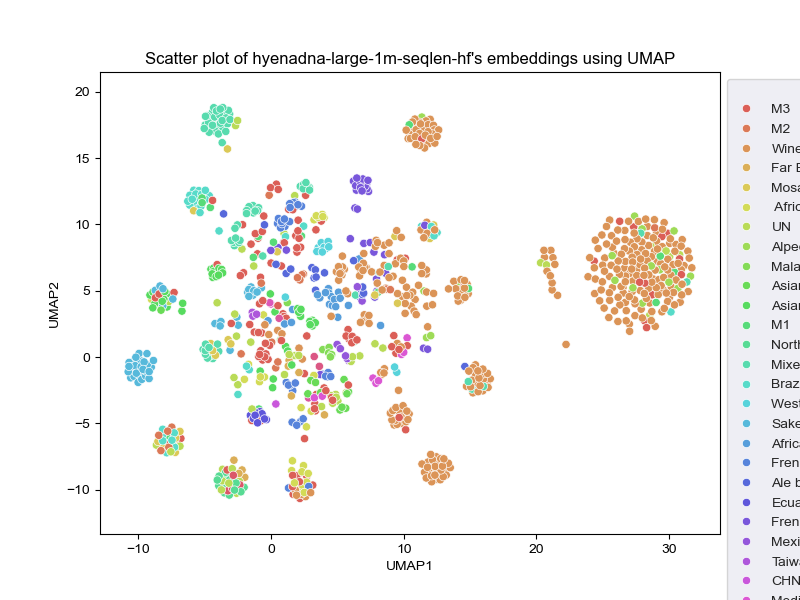 Scatter plot of hyenadna-large-1m-seqlen-hf's embeddings using UMAP
20
15
10
5
0
−5
−10
UMAP2
−10
0
10
20
30
UMAP1
M3
M2
Wine
Far E
Mosa
Afric
UN
Alpe
Mala
Asian
Asian
M1
North
Mixe
Braz
West
Sake
Africa
Fren
Ale b
Ecua
Fren
Mexi
Taiw
CHN